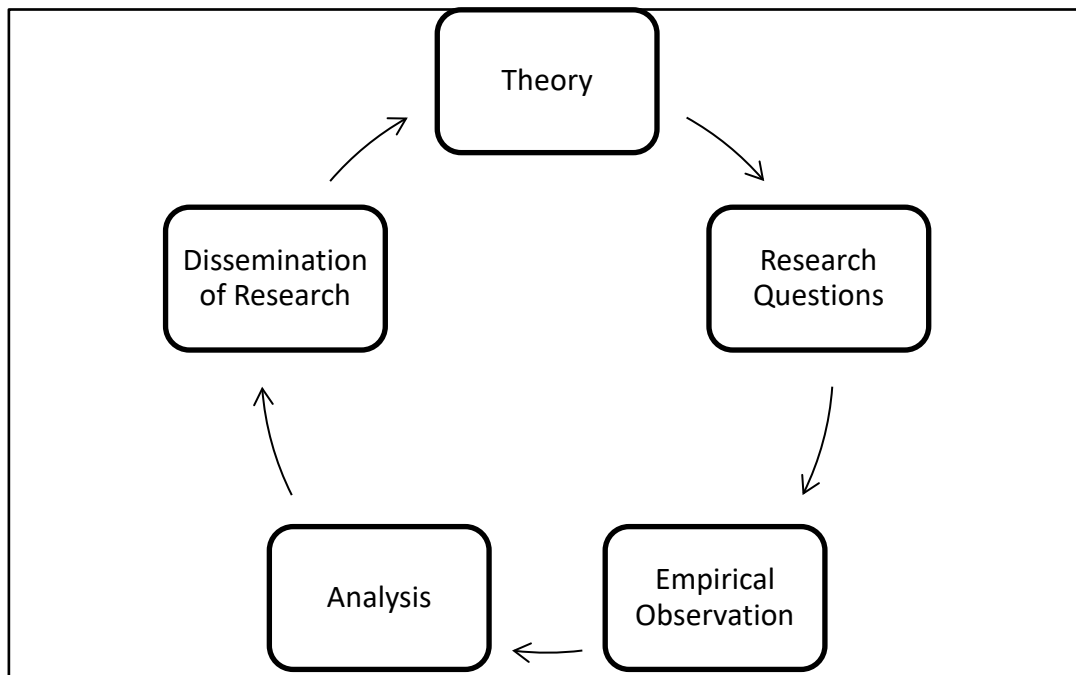 Theory
Research
Questions
Empirical
Observation
Analysis
Dissemination
of Research